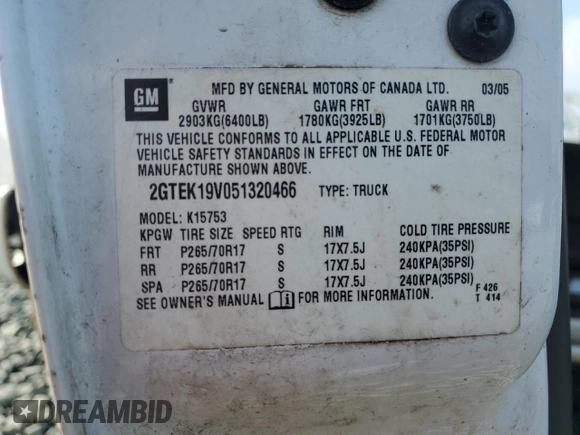 GM
MFD BY GENERAL MOTORS OF CANADA LTD. 03/05
GVWR GAWR FRT GAWR RR
2903KG(6400LB) 1780KG(3925LB) 1701KG(3750LB)
THIS VEHICLE CONFORMS TO ALL APPLICABLE U.S. FEDERAL MOTOR
VEHICLE SAFETY STANDARDS IN EFFECT ON THE DATE OF
MANUFACTURE SHOWN ABOVE.
2GTEK19V051320466 TYPE: TRUCK
MODEL: K15753
KPGW TIRE SIZE SPEED RTG RIM COLD TIRE PRESSURE
FRT P265/70R17 S 17X7.5J 240KPA(35PSI)
RR P265/70R17 S 17X7.5J 240KPA(35PSI)
SPA P265/70R17 S 17X7.5J 240KPA(35PSI)
SEE OWNER'S MANUAL i FOR MORE INFORMATION.
F 426
T 414
DREAMBID